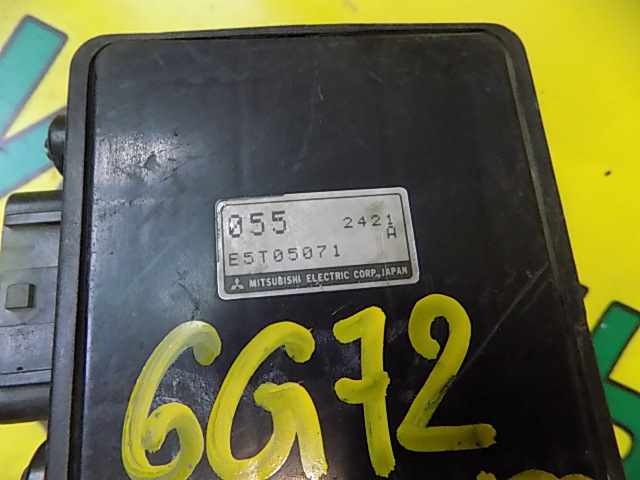 055 2421
A
E5T05071
MITSUBISHI ELECTRIC CORP., JAPAN
6G72